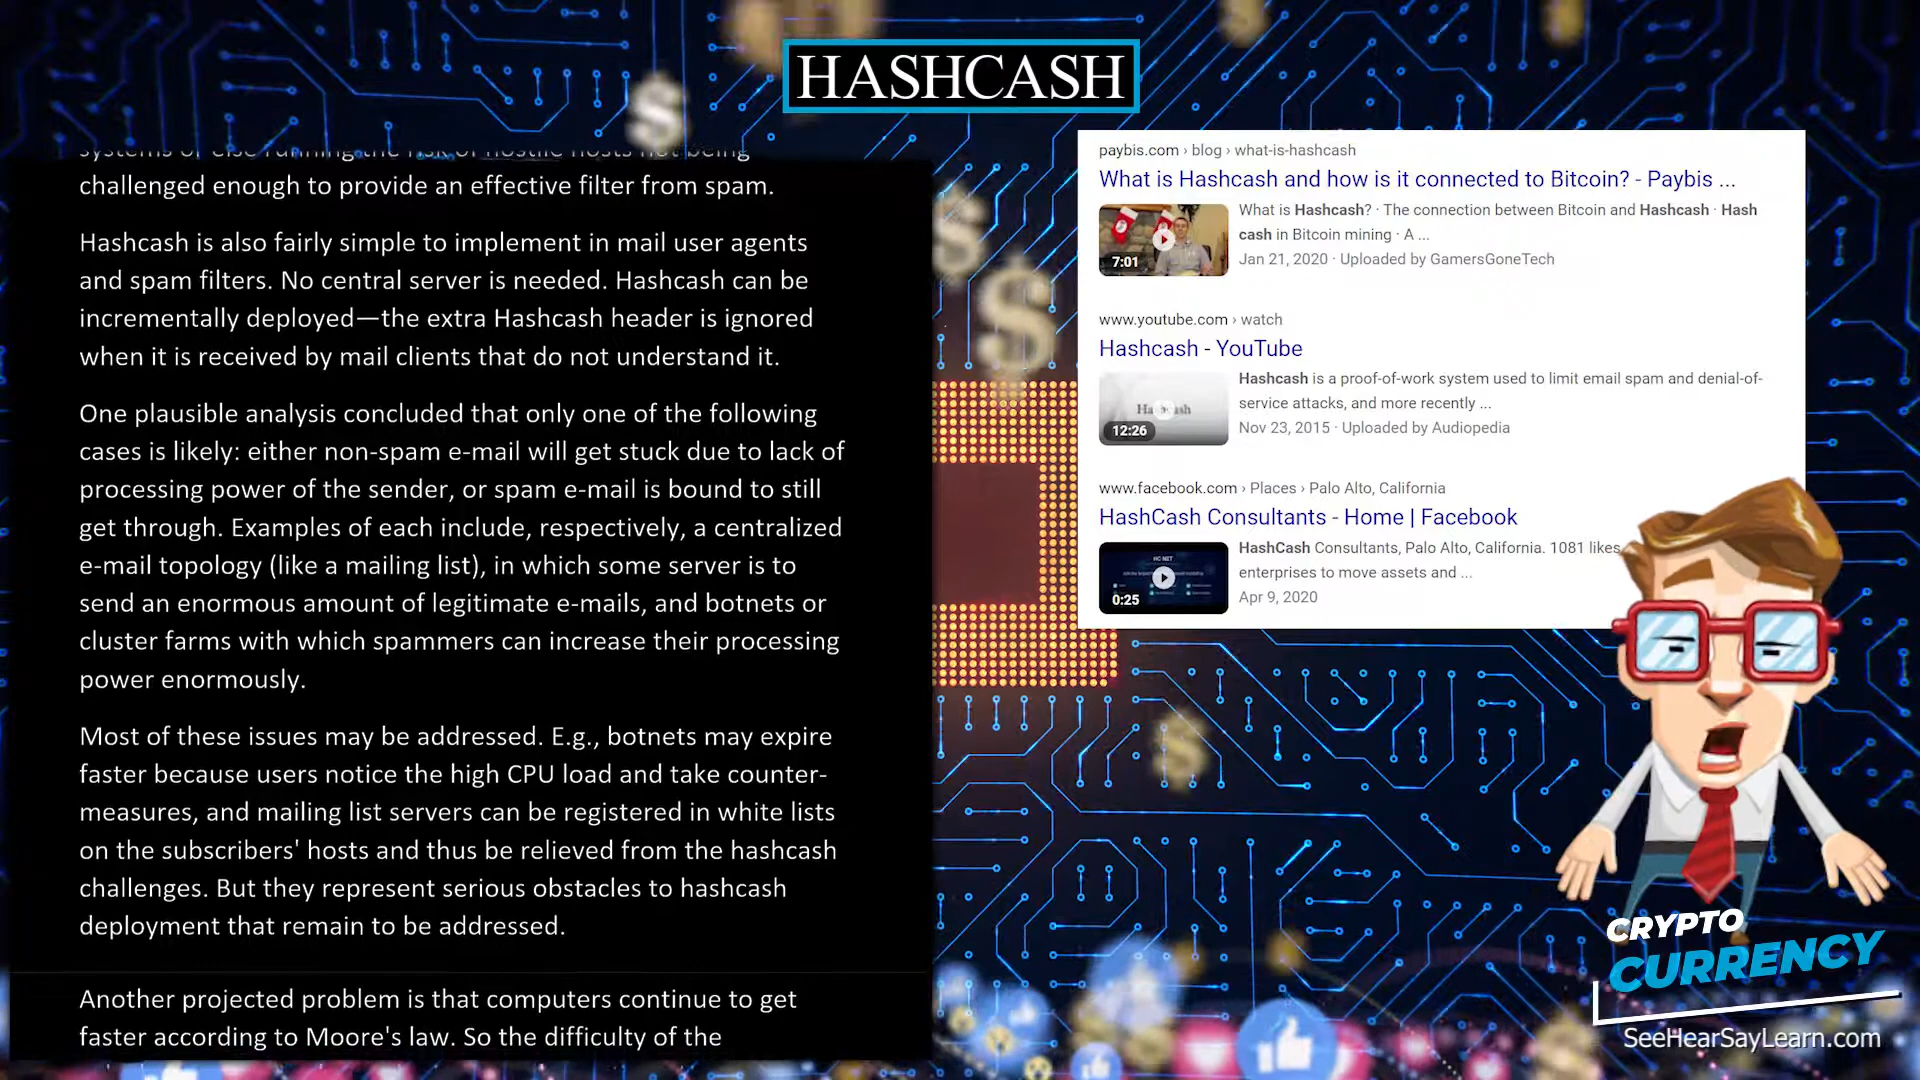 HASHCASH
systems or else running the risk of hostile hosts not being
challenged enough to provide an effective filter from spam.
Hashcash is also fairly simple to implement in mail user agents
and spam filters. No central server is needed. Hashcash can be
incrementally deployed—the extra Hashcash header is ignored
when it is received by mail clients that do not understand it.
One plausible analysis concluded that only one of the following
cases is likely: either non-spam e-mail will get stuck due to lack of
processing power of the sender, or spam e-mail is bound to still
get through. Examples of each include, respectively, a centralized
e-mail topology (like a mailing list), in which some server is to
send an enormous amount of legitimate e-mails, and botnets or
cluster farms with which spammers can increase their processing
power enormously.
Most of these issues may be addressed. E.g., botnets may expire
faster because users notice the high CPU load and take counter-
measures, and mailing list servers can be registered in white lists
on the subscribers' hosts and thus be relieved from the hashcash
challenges. But they represent serious obstacles to hashcash
deployment that remain to be addressed.
Another projected problem is that computers continue to get
faster according to Moore's law. So the difficulty of the
paybis.com › blog › what-is-hashcash
What is Hashcash and how is it connected to Bitcoin? - Paybis ...
What is Hashcash? · The connection between Bitcoin and Hashcash · Hash
cash in Bitcoin mining · A ...
7:01
Jan 21, 2020 · Uploaded by GamersGoneTech
www.youtube.com › watch
Hashcash - YouTube
Hashcash is a proof-of-work system used to limit email spam and denial-of-
service attacks, and more recently ...
12:26
Nov 23, 2015 · Uploaded by Audiopedia
www.facebook.com › Places › Palo Alto, California
HashCash Consultants - Home | Facebook
HC NET
HashCash Consultants, Palo Alto, California. 1081 likes
enterprises to move assets and ...
0:25
Apr 9, 2020
CRYPTO
CURRENCY
SeeHearSayLearn.com